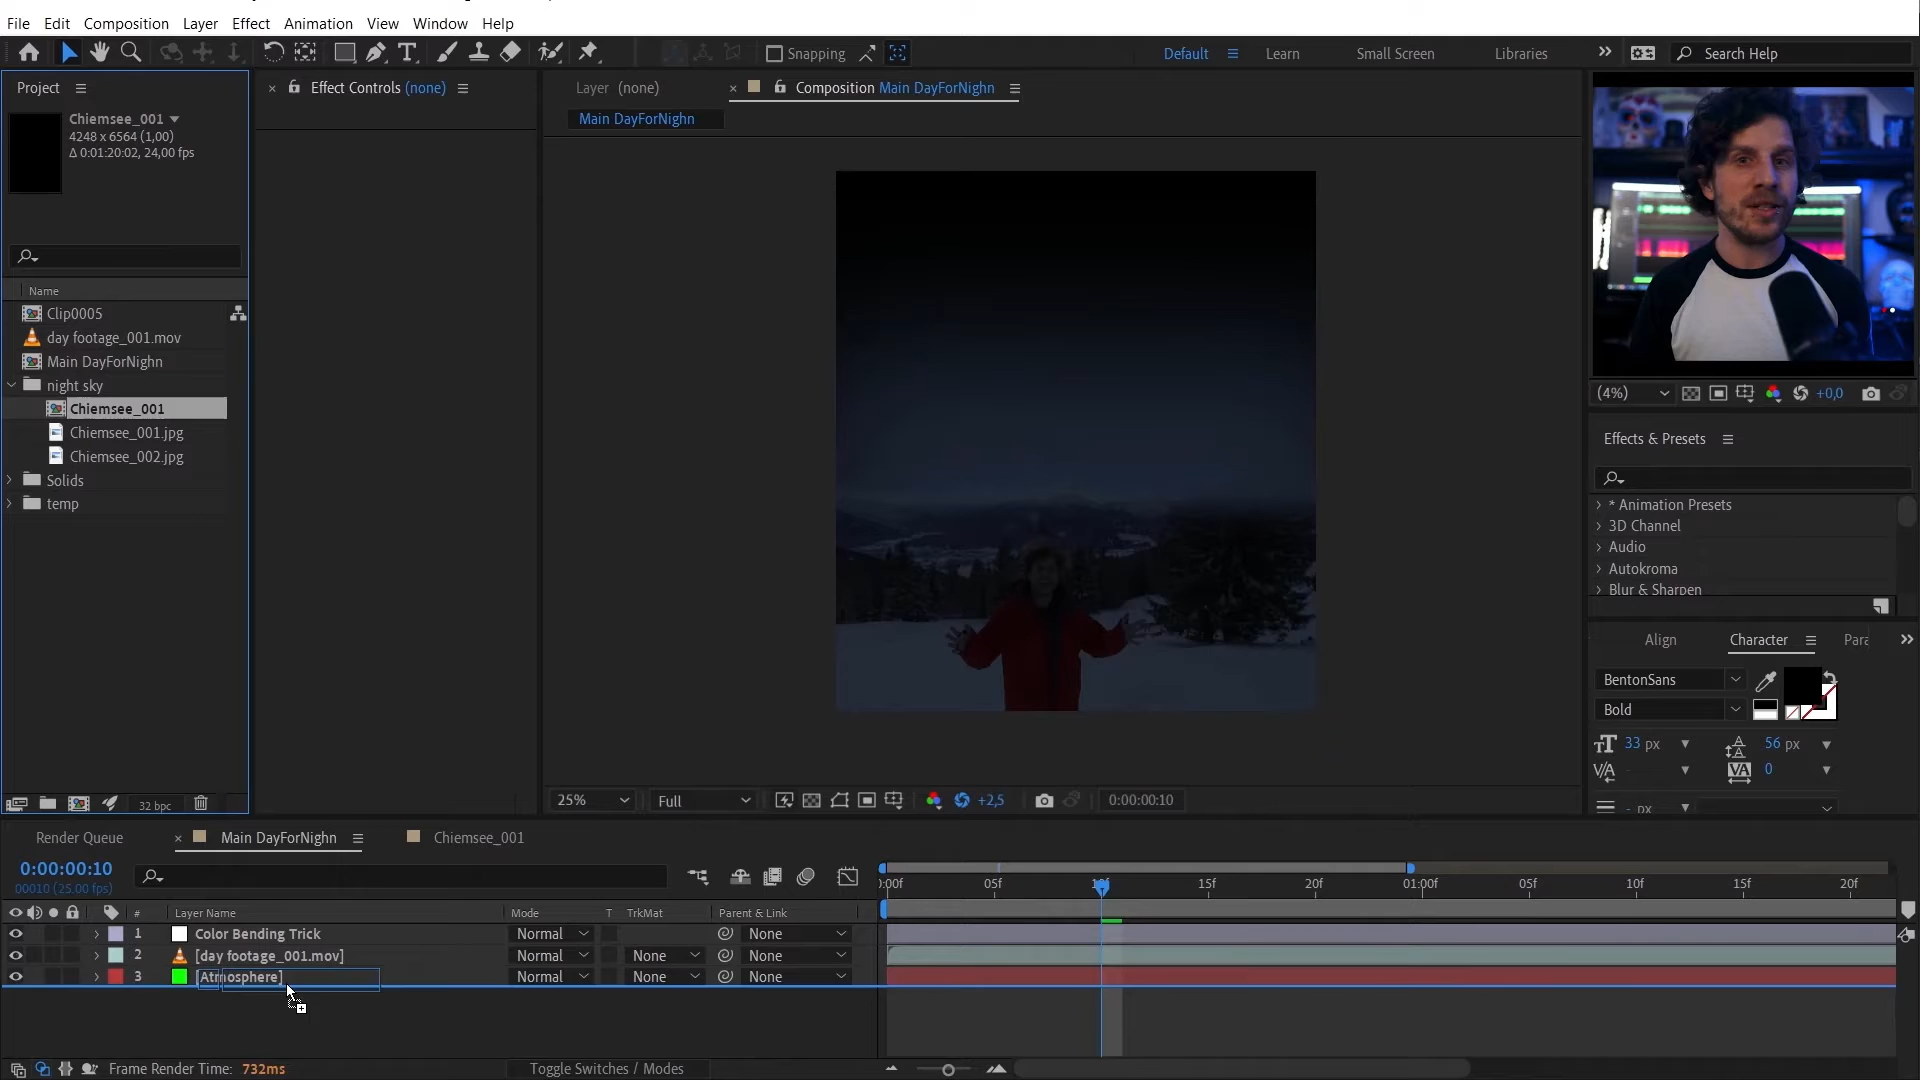 File Edit Composition Layer Effect Animation View Window Help
Snapping
Default Learn Small Screen Libraries
Search Help
Project
Effect Controls (none)
Layer (none)
Composition Main DayForNighn
Main DayForNighn
Chiemsee_001
4248 x 6564 (1,00)
Δ 0:01:20:02, 24,00 fps
Name
Clip0005
day footage_001.mov
Main DayForNighn
night sky
Chiemsee_001
Chiemsee_001.jpg
Chiemsee_002.jpg
Solids
temp
32 bpc
(4%)
+0,0
Effects & Presets
* Animation Presets
3D Channel
Audio
Autokroma
Blur & Sharpen
Align Character Para
BentonSans
Bold
33 px 56 px
0
- px
25% Full +2,5 0:00:00:10
Render Queue Main DayForNighn Chiemsee_001
0:00:00:10
00010 (25.00 fps)
# Layer Name Mode T TrkMat Parent & Link
1 Color Bending Trick Normal None
2 [day footage_001.mov] Normal None None
3 [Atmosphere] Normal None None
0:00f 05f 10f 15f 20f 01:00f 05f 10f 15f 20f
Frame Render Time: 732ms
Toggle Switches / Modes